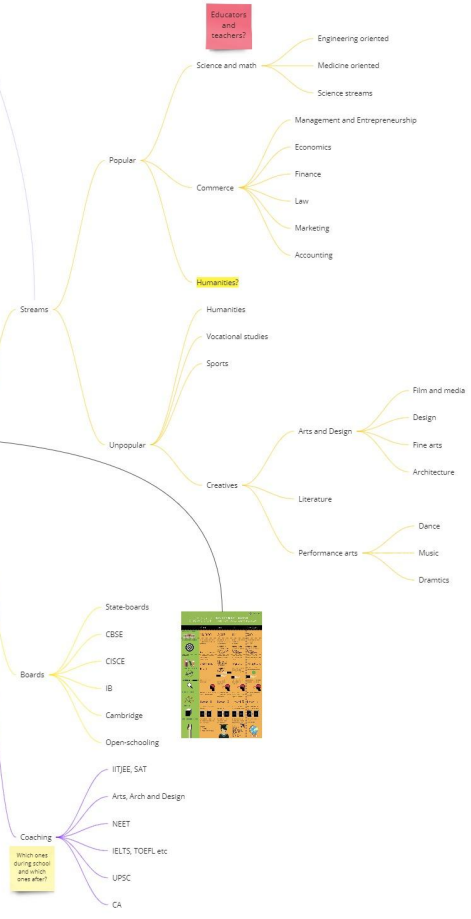 Educators
and
teachers?
Engineering oriented
Science and math
Medicine oriented
Science streams
Management and Entrepreneurship
Economics
Popular
Finance
Commerce
Law
Marketing
Accounting
Humanities?
Streams
Humanities
Vocational studies
Sports
Film and media
Design
Arts and Design
Unpopular
Fine arts
Architecture
Creatives
Literature
Dance
Performance arts
Music
Dramtics
State-boards
CBSE
CISCE
Boards
IB
Cambridge
Open-schooling
IITJEE, SAT
Arts, Arch and Design
NEET
Coaching
IELTS, TOEFL etc
Which ones
during school
and which
ones after?
UPSC
CA